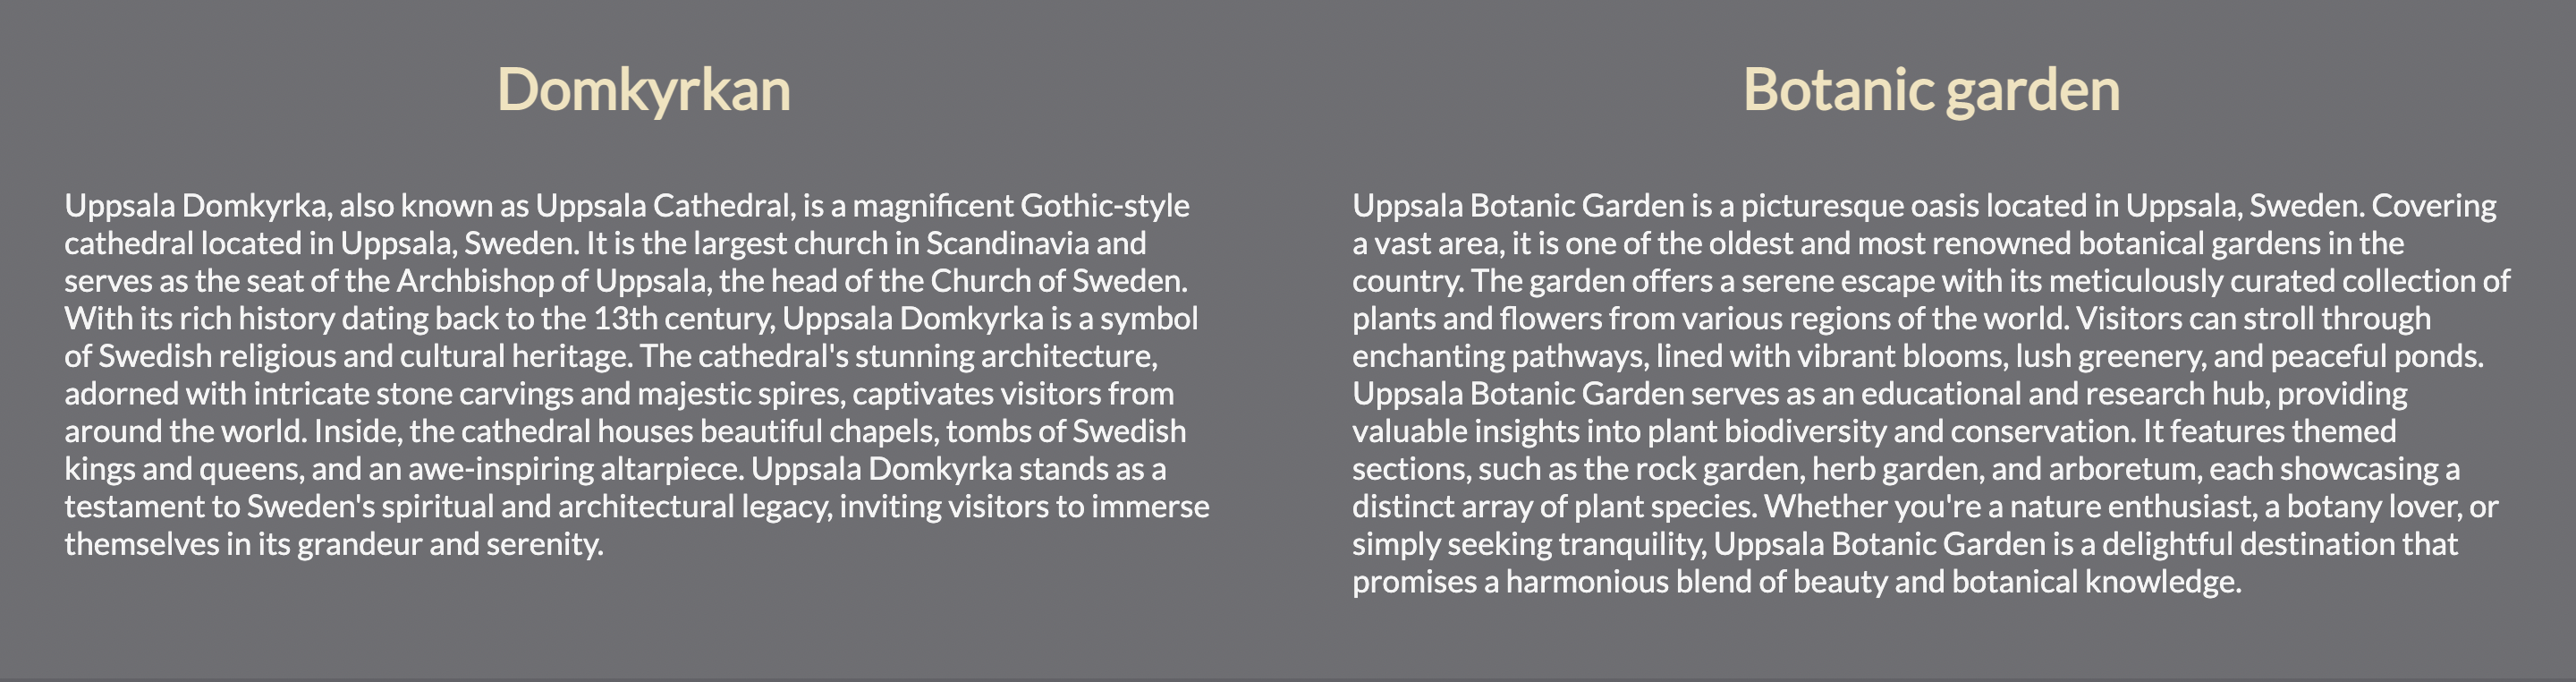 Domkyrkan
Uppsala Domkyrka, also known as Uppsala Cathedral, is a magnificent Gothic-style
cathedral located in Uppsala, Sweden. It is the largest church in Scandinavia and
serves as the seat of the Archbishop of Uppsala, the head of the Church of Sweden.
With its rich history dating back to the 13th century, Uppsala Domkyrka is a symbol
of Swedish religious and cultural heritage. The cathedral's stunning architecture,
adorned with intricate stone carvings and majestic spires, captivates visitors from
around the world. Inside, the cathedral houses beautiful chapels, tombs of Swedish
kings and queens, and an awe-inspiring altarpiece. Uppsala Domkyrka stands as a
testament to Sweden's spiritual and architectural legacy, inviting visitors to immerse
themselves in its grandeur and serenity.
Botanic garden
Uppsala Botanic Garden is a picturesque oasis located in Uppsala, Sweden. Covering
a vast area, it is one of the oldest and most renowned botanical gardens in the
country. The garden offers a serene escape with its meticulously curated collection of
plants and flowers from various regions of the world. Visitors can stroll through
enchanting pathways, lined with vibrant blooms, lush greenery, and peaceful ponds.
Uppsala Botanic Garden serves as an educational and research hub, providing
valuable insights into plant biodiversity and conservation. It features themed
sections, such as the rock garden, herb garden, and arboretum, each showcasing a
distinct array of plant species. Whether you're a nature enthusiast, a botany lover, or
simply seeking tranquility, Uppsala Botanic Garden is a delightful destination that
promises a harmonious blend of beauty and botanical knowledge.